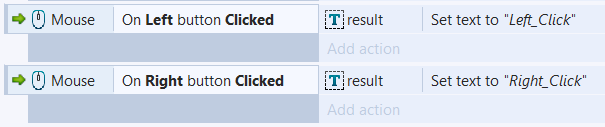 Mouse On Left button Clicked T result Set text to "Left_Click"
Add action
Mouse On Right button Clicked T result Set text to "Right_Click"
Add action